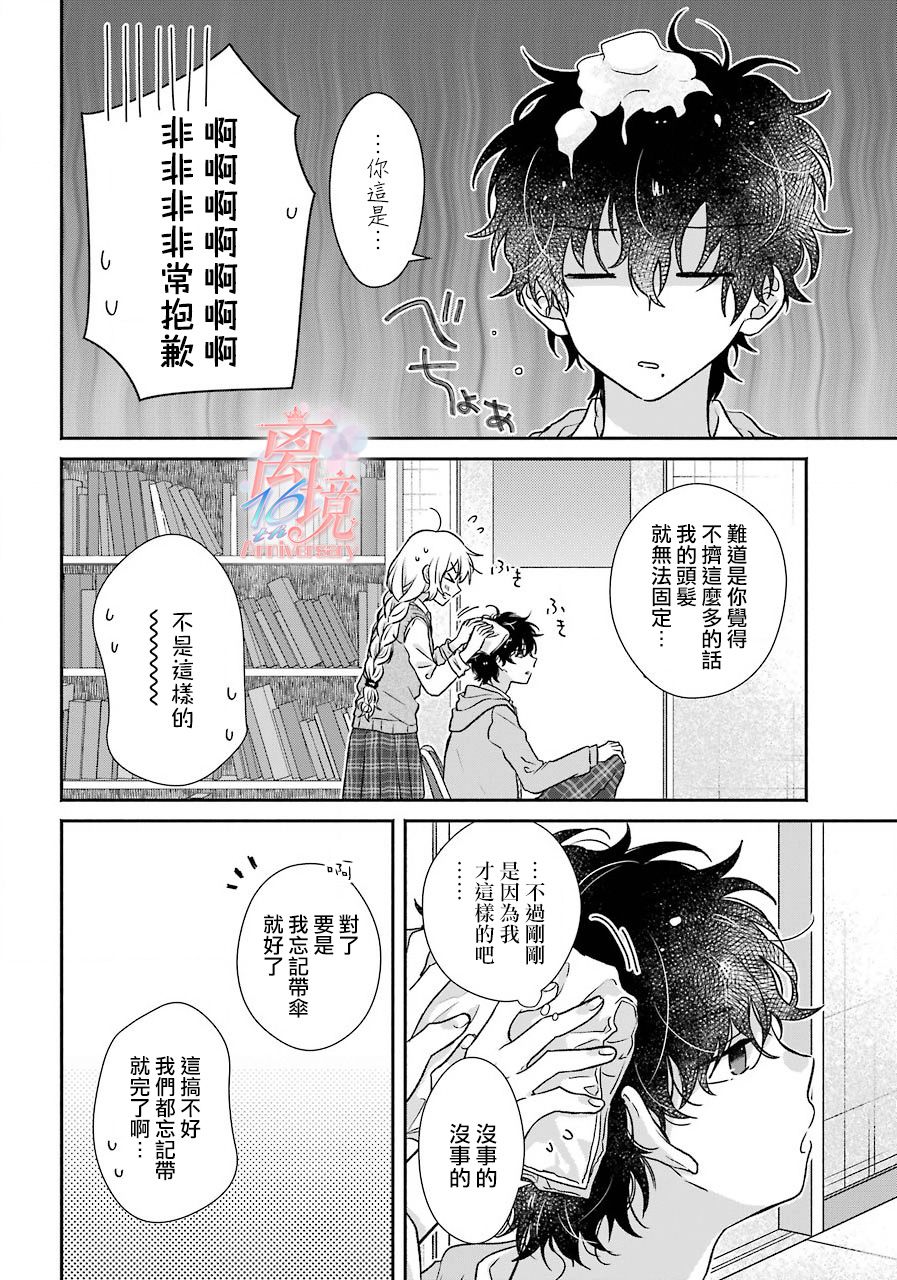 …你這是…
啊啊啊啊啊啊
非非非非常抱歉
ちょぁ
離境
16th
Anniversary
難道是你覺得
不擠這麼多的話
我的頭髮
就無法固定…
ふき
ふき
不是這樣的
…不過剛剛
是因為我
才這樣的吧
……
沒事的
沒事的
啊
對了
要是
我忘記帶傘
就好了
這搞不好
我們都忘記帶
就完了啊…